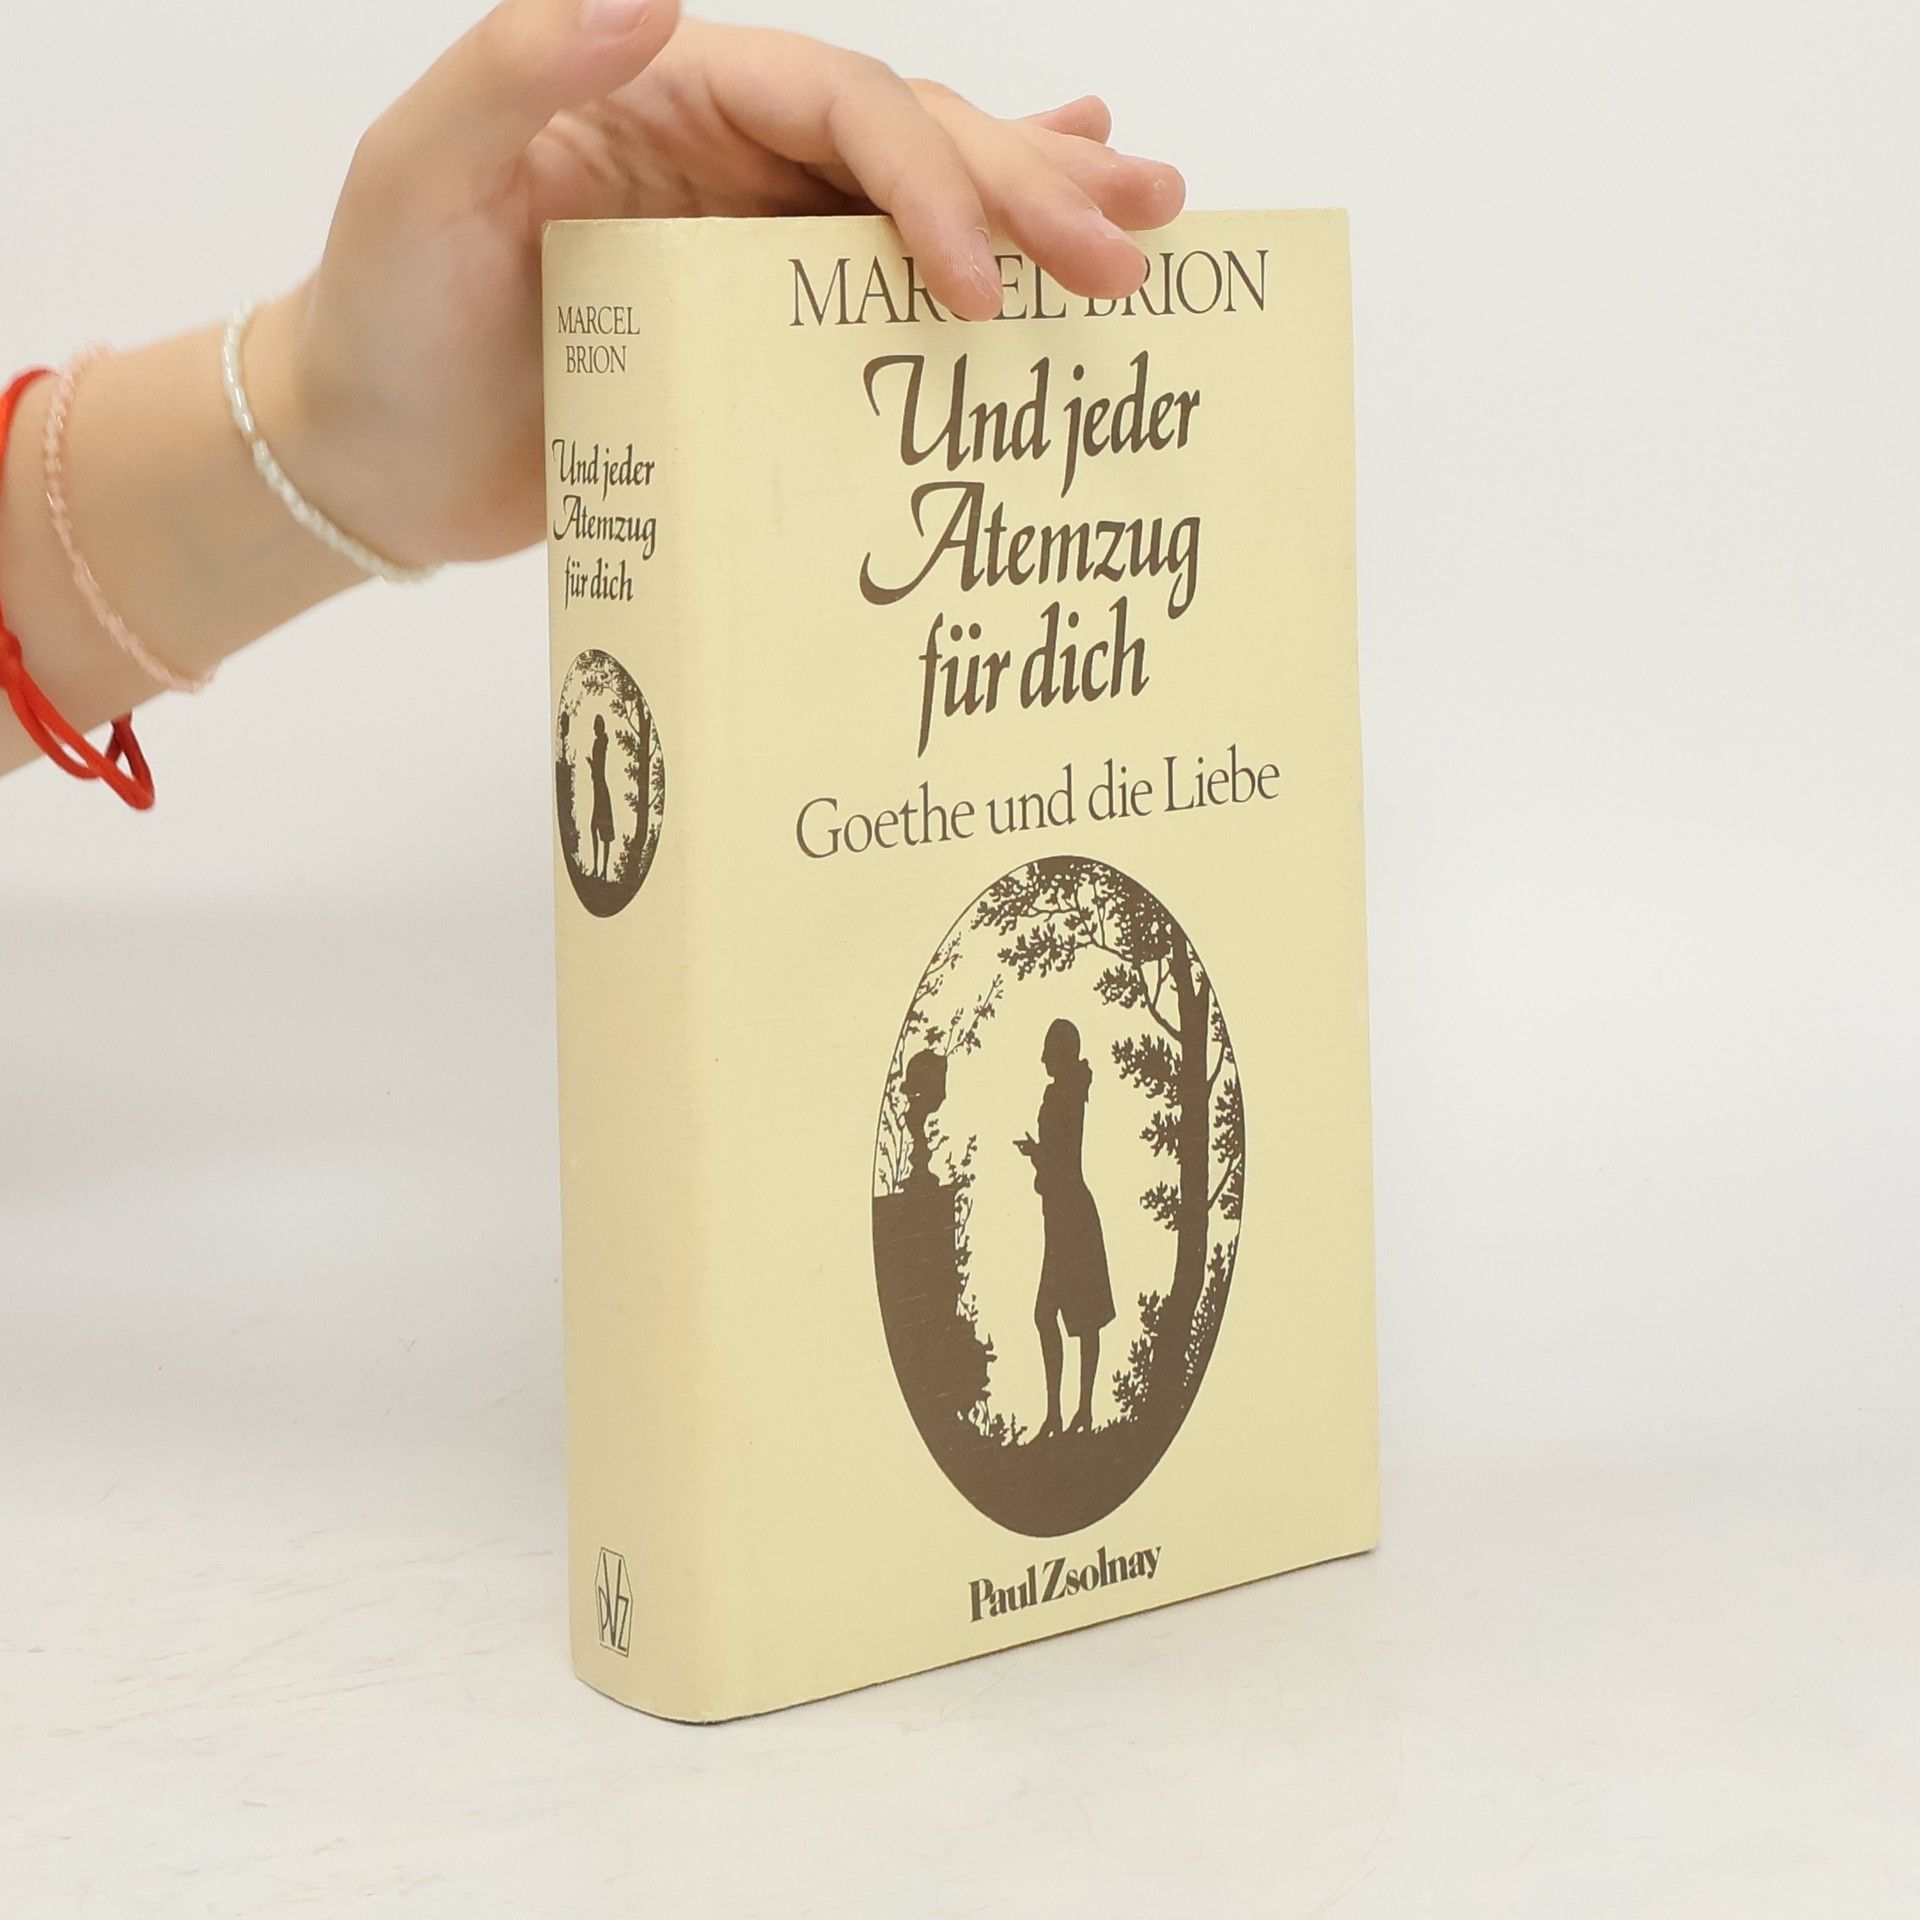 MARCEL
BRION
Und jeder
Atemzug
für dich
PVZ
MARCEL BRION
Und jeder
Atemzug
für dich
Goethe und die Liebe
Paul Zsolnay